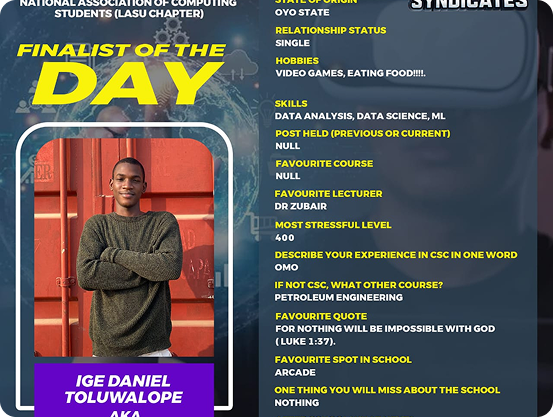 NATIONAL ASSOCIATION OF COMPUTING
STUDENTS (LASU CHAPTER)
FINALIST OF THE
DAY
IGE DANIEL
TOLUWALOPE
AKA
SYNDICATES
STATE OF ORIGIN
OYO STATE
RELATIONSHIP STATUS
SINGLE
HOBBIES
VIDEO GAMES, EATING FOOD!!!!.
SKILLS
DATA ANALYSIS, DATA SCIENCE, ML
POST HELD (PREVIOUS OR CURRENT)
NULL
FAVOURITE COURSE
NULL
FAVOURITE LECTURER
DR ZUBAIR
MOST STRESSFUL LEVEL
400
DESCRIBE YOUR EXPERIENCE IN CSC IN ONE WORD
OMO
IF NOT CSC, WHAT OTHER COURSE?
PETROLEUM ENGINEERING
FAVOURITE QUOTE
FOR NOTHING WILL BE IMPOSSIBLE WITH GOD
( LUKE 1:37).
FAVOURITE SPOT IN SCHOOL
ARCADE
ONE THING YOU WILL MISS ABOUT THE SCHOOL
NOTHING